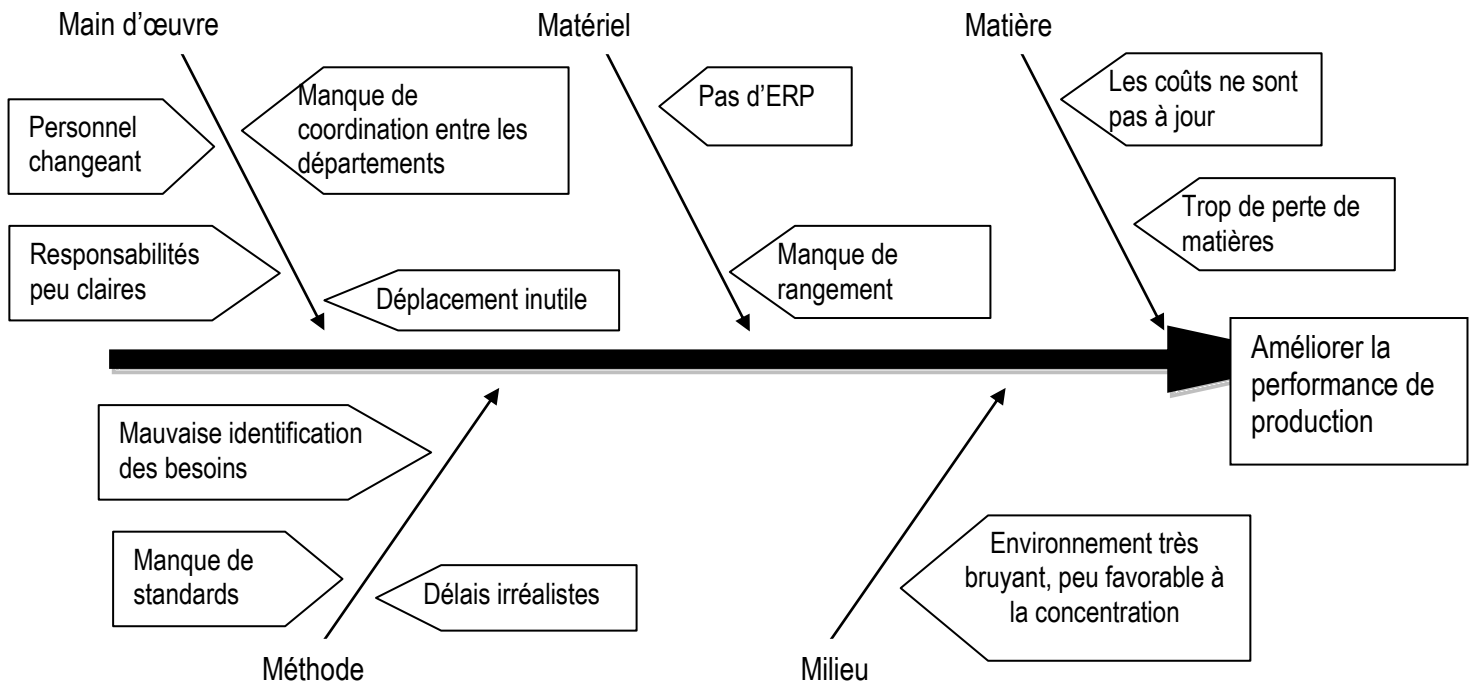 Main d’œuvre
Matériel
Matière
Personnel
changeant
Manque de
coordination entre les
départements
Pas d’ERP
Les coûts ne sont
pas à jour
Responsabilités
peu claires
Déplacement inutile
Manque de
rangement
Trop de perte de
matières
Améliorer la
performance de
production
Mauvaise identification
des besoins
Manque de
standards
Délais irréalistes
Environnement très
bruyant, peu favorable à
la concentration
Méthode
Milieu